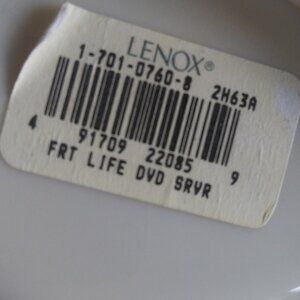 LENOX®
1-701-0760-8 2H63A
4 91709 22085 9
FRT LIFE DVD SRVR